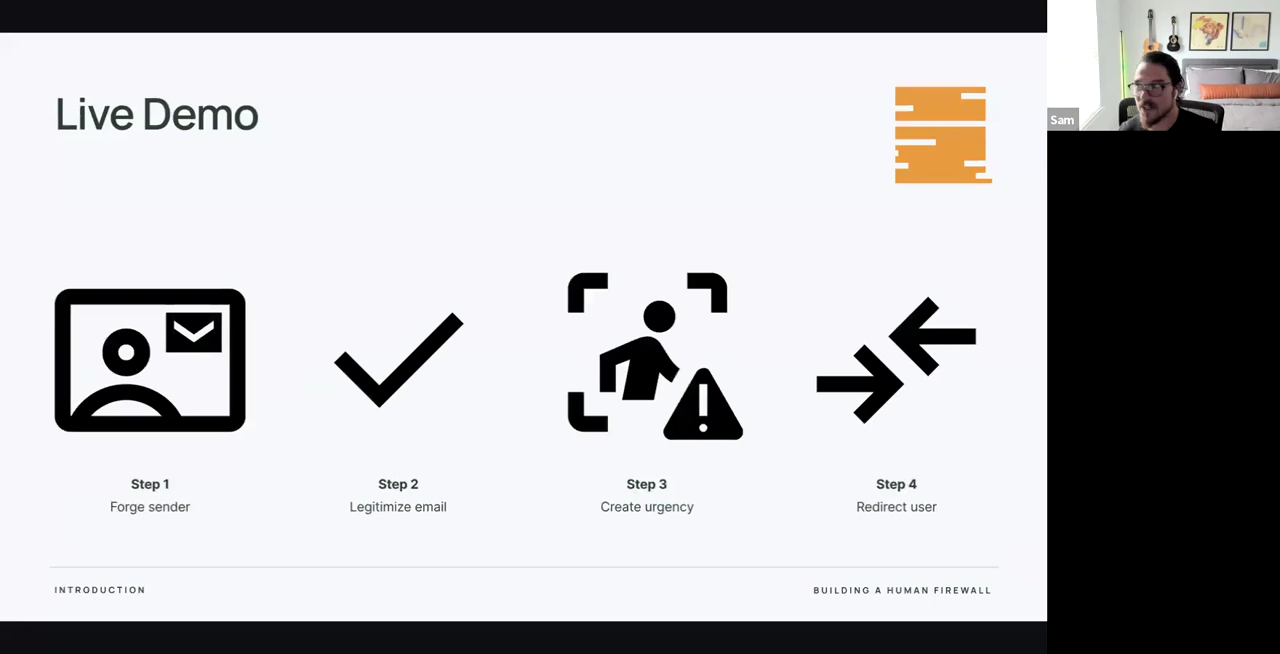 Live Demo
Sam
Step 1
Forge sender
Step 2
Legitimize email
Step 3
Create urgency
Step 4
Redirect user
INTRODUCTION
BUILDING A HUMAN FIREWALL